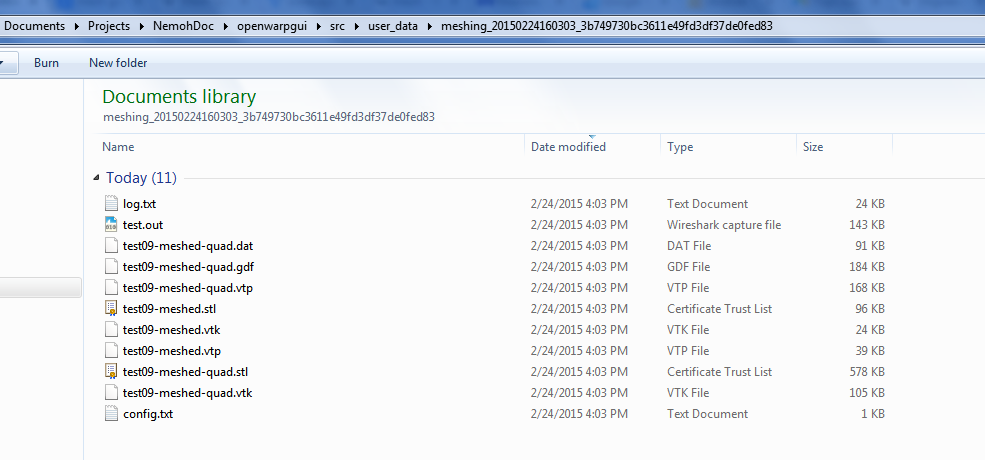 Documents ▸ Projects ▸ NemohDoc ▸ openwarpgui ▸ src ▸ user_data ▸ meshing_20150224160303_3b749730bc3611e49fd3df37de0fed83
Burn New folder
Documents library
meshing_20150224160303_3b749730bc3611e49fd3df37de0fed83
Name Date modified Type Size
Today (11)
log.txt 2/24/2015 4:03 PM Text Document 24 KB
test.out 2/24/2015 4:03 PM Wireshark capture file 143 KB
test09-meshed-quad.dat 2/24/2015 4:03 PM DAT File 91 KB
test09-meshed-quad.gdf 2/24/2015 4:03 PM GDF File 184 KB
test09-meshed-quad.vtp 2/24/2015 4:03 PM VTP File 168 KB
test09-meshed.stl 2/24/2015 4:03 PM Certificate Trust List 96 KB
test09-meshed.vtk 2/24/2015 4:03 PM VTK File 24 KB
test09-meshed.vtp 2/24/2015 4:03 PM VTP File 39 KB
test09-meshed-quad.stl 2/24/2015 4:03 PM Certificate Trust List 578 KB
test09-meshed-quad.vtk 2/24/2015 4:03 PM VTK File 105 KB
config.txt 2/24/2015 4:03 PM Text Document 1 KB